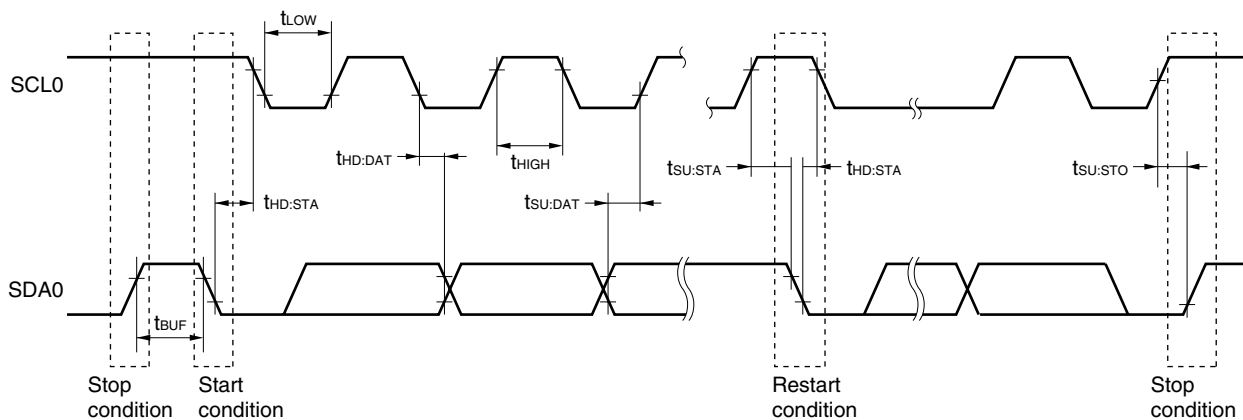 tLOW
SCL0
tHD:DAT
tHIGH
tSU:STA
tHD:STA
tSU:STO
tHD:STA
tSU:DAT
SDA0
tBUF
Stop
condition
Start
condition
Restart
condition
Stop
condition